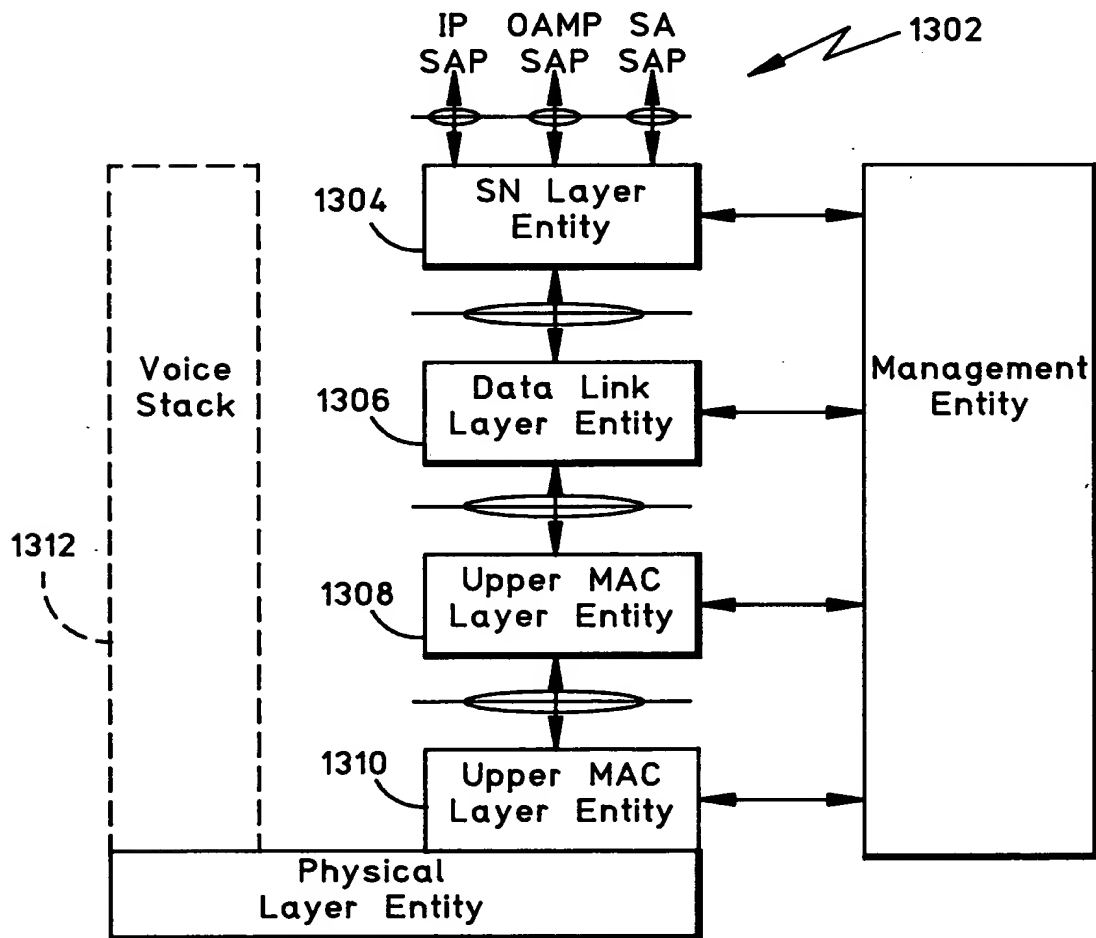 IP OAMP SA
SAP SAP SAP
1302
1304
SN Layer
Entity
Voice
Stack
1306
Data Link
Layer Entity
Management
Entity
1312
1308
Upper MAC
Layer Entity
1310
Upper MAC
Layer Entity
Physical
Layer Entity